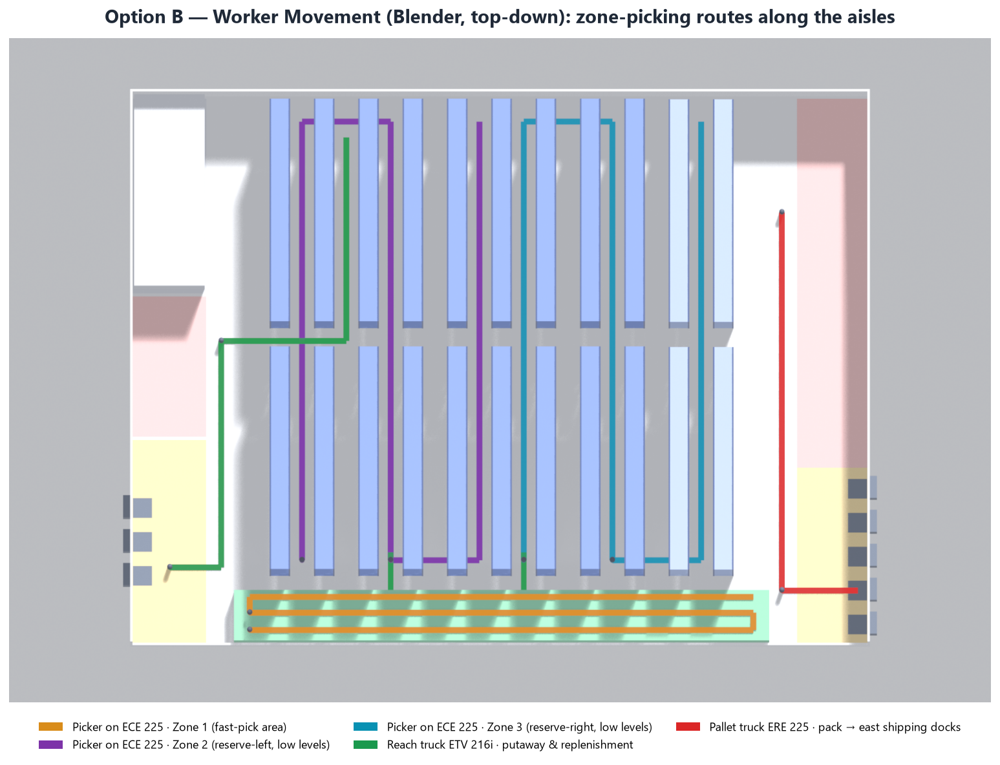 Option B — Worker Movement (Blender, top-down): zone-picking routes along the aisles
Picker on ECE 225 · Zone 1 (fast-pick area)
Picker on ECE 225 · Zone 2 (reserve-left, low levels)
Picker on ECE 225 · Zone 3 (reserve-right, low levels)
Reach truck ETV 216i · putaway & replenishment
Pallet truck ERE 225 · pack → east shipping docks